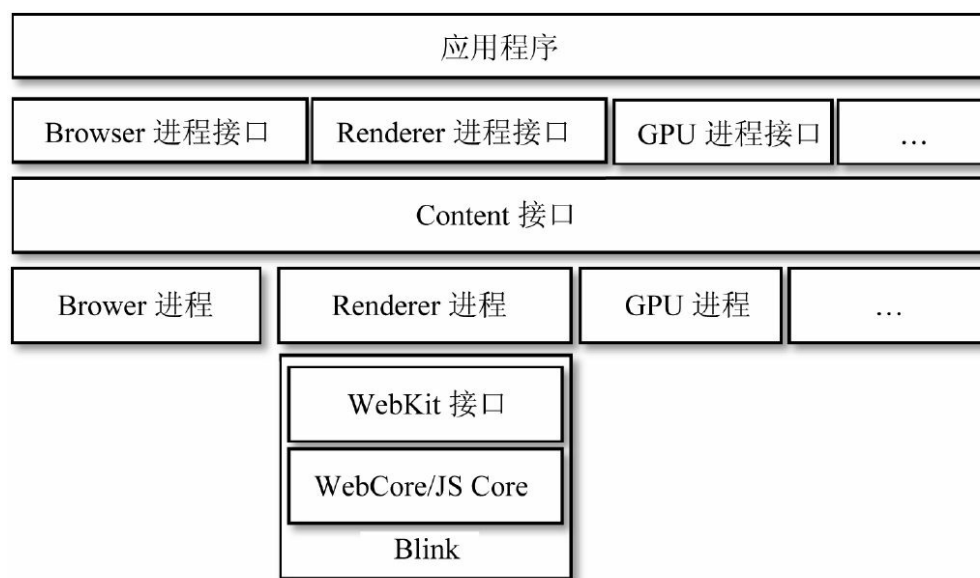 应用程序
Browser 进程接口 Renderer 进程接口 GPU 进程接口 …
Content 接口
Brower 进程 Renderer 进程 GPU 进程 …
WebKit 接口
WebCore/JS Core
Blink